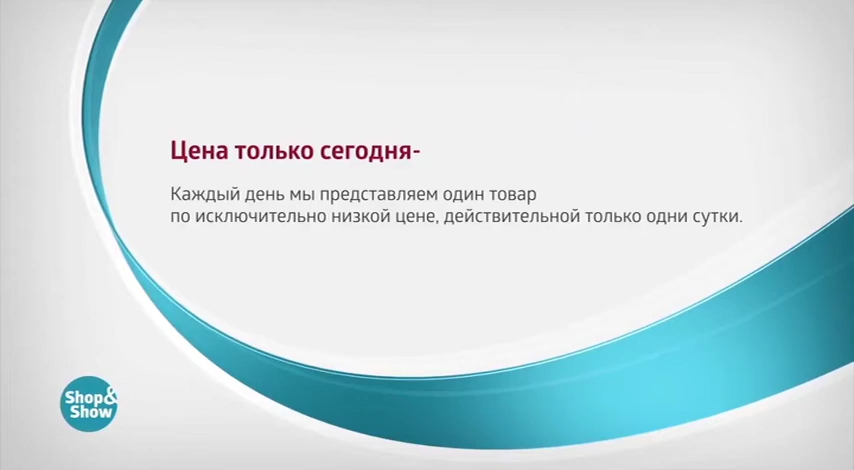 Цена только сегодня-
Каждый день мы представляем один товар
по исключительно низкой цене, действительной только одни сутки.
Shop&
Show